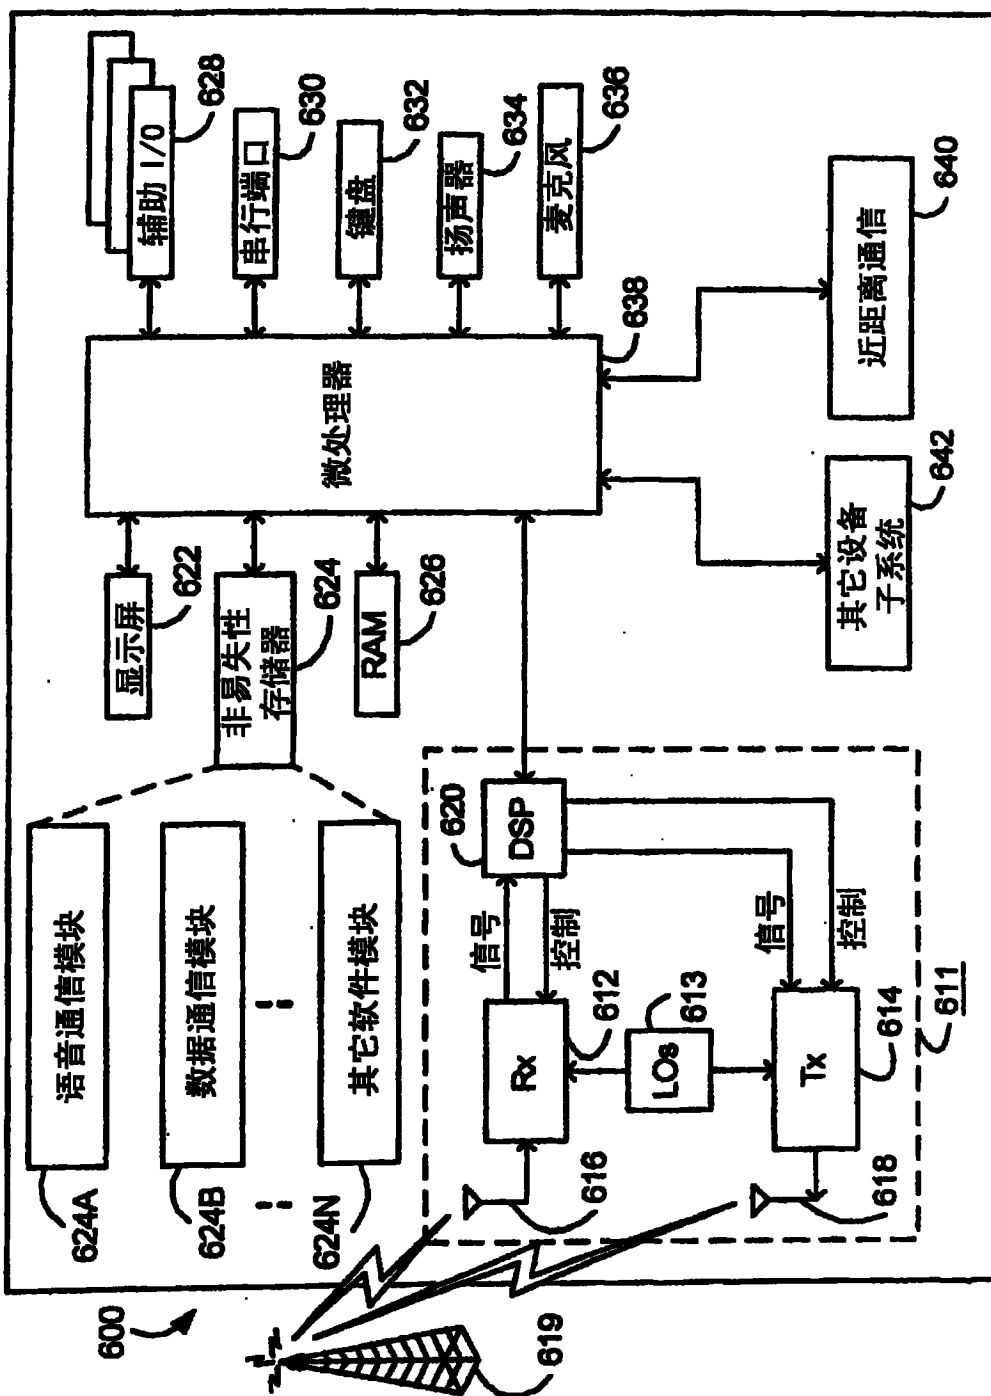 600
619
语音通信模块
624A
数据通信模块
624B
其它软件模块
624N
显示屏
622
非易失性
存储器
624
RAM
626
微处理器
638
辅助 I/O
628
串行端口
630
键盘
632
扬声器
634
麦克风
636
DSP
620
信号
控制
Rx
612
LOs
613
信号
控制
Tx
614
616
618
611
其它设备
子系统
642
近距离通信
640